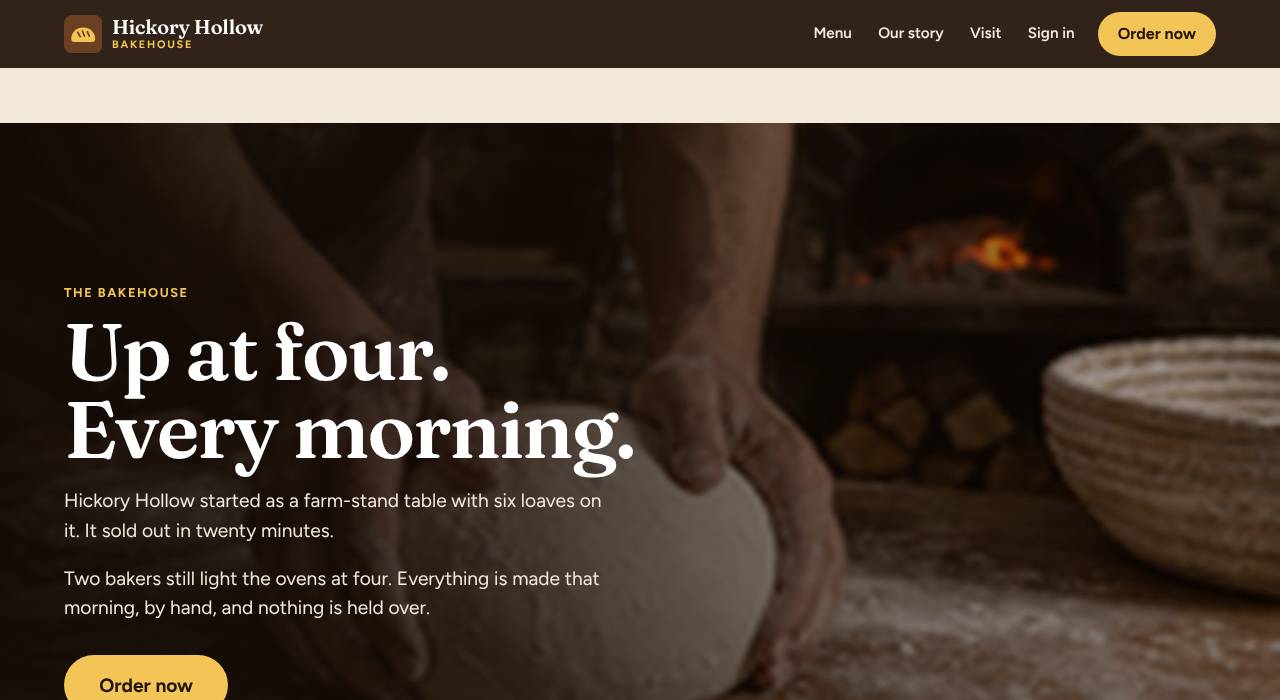 Hickory Hollow
BAKEHOUSE
Menu
Our story
Visit
Sign in
Order now
THE BAKEHOUSE
Up at four.
Every morning.
Hickory Hollow started as a farm-stand table with six loaves on
it. It sold out in twenty minutes.
Two bakers still light the ovens at four. Everything is made that
morning, by hand, and nothing is held over.
Order now